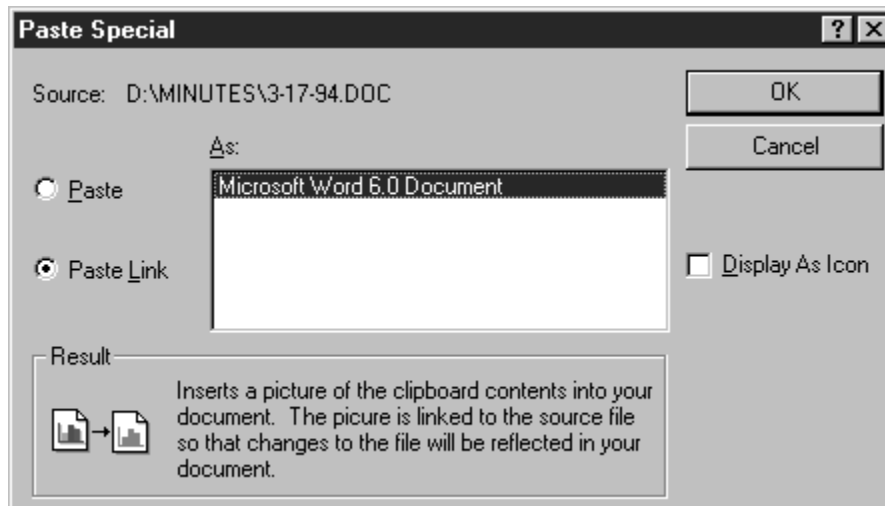 Paste Special
Source: D:\MINUTES\3-17-94.DOC
OK
As:
Cancel
Paste
Microsoft Word 6.0 Document
Paste Link
Display As Icon
Result
Inserts a picture of the clipboard contents into your
document. The picure is linked to the source file
so that changes to the file will be reflected in your
document.